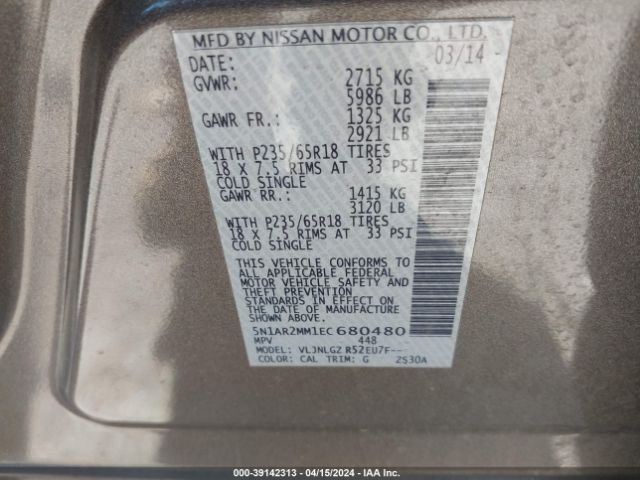 MFD BY NISSAN MOTOR CO., LTD.
DATE: 03/14
GVWR: 2715 KG
5986 LB
GAWR FR.: 1325 KG
2921 LB
WITH P235/65R18 TIRES
18 X 7.5 RIMS AT 33 PSI
COLD SINGLE
GAWR RR.: 1415 KG
3120 LB
WITH P235/65R18 TIRES
18 X 7.5 RIMS AT 33 PSI
COLD SINGLE
THIS VEHICLE CONFORMS TO
ALL APPLICABLE FEDERAL
MOTOR VEHICLE SAFETY AND
THEFT PREVENTION
STANDARDS IN EFFECT ON
THE DATE OF MANUFACTURE
SHOWN ABOVE.
5N1AR2MM1EC680480
MPV 448
MODEL: VLJNLGZ R52EU7F--
COLOR: CAL TRIM: G 2S30A
000-39142313 - 04/15/2024 - IAA Inc.